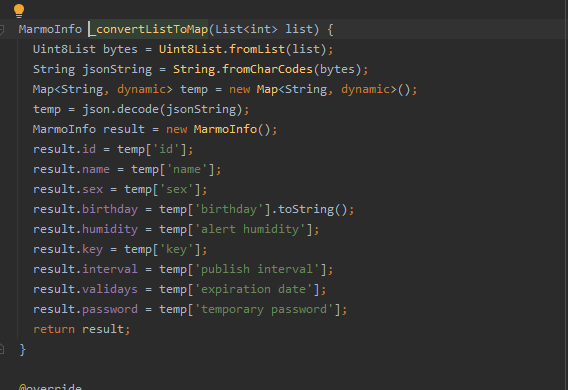 MarmoInfo _convertListToMap(List<int> list) {
Uint8List bytes = Uint8List.fromList(list);
String jsonString = String.fromCharCodes(bytes);
Map<String, dynamic> temp = new Map<String, dynamic>();
temp = json.decode(jsonString);
MarmoInfo result = new MarmoInfo();
result.id = temp['id'];
result.name = temp['name'];
result.sex = temp['sex'];
result.birthday = temp['birthday'].toString();
result.humidity = temp['alert humidity'];
result.key = temp['key'];
result.interval = temp['publish interval'];
result.validays = temp['expiration date'];
result.password = temp['temporary password'];
return result;
}
@override